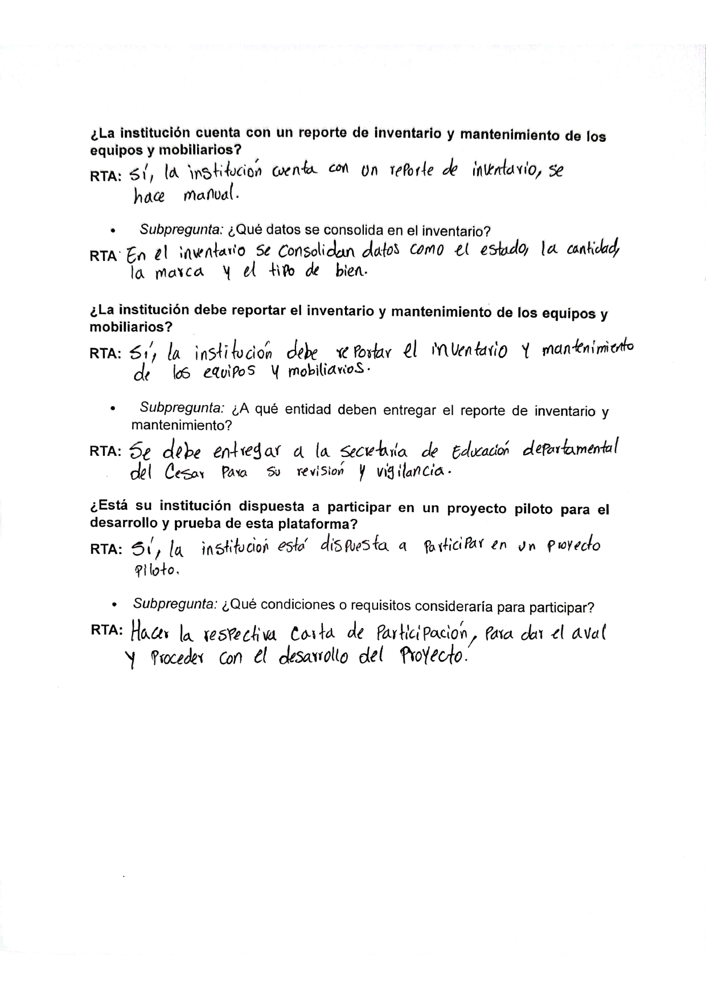 ¿La institución cuenta con un reporte de inventario y mantenimiento de los
equipos y mobiliarios?
RTA: Sí, la institución cuenta con un reporte de inventario, se
hace manual.
• Subpregunta: ¿Qué datos se consolida en el inventario?
RTA: En el inventario se consolidan datos como el estado, la cantidad,
la marca y el tipo de bien.
¿La institución debe reportar el inventario y mantenimiento de los equipos y
mobiliarios?
RTA: Sí, la institución debe reportar el inventario y mantenimiento
de los equipos y mobiliarios.
• Subpregunta: ¿A qué entidad deben entregar el reporte de inventario y
mantenimiento?
RTA: Se debe entregar a la secretaría de Educación departamental
del Cesar para su revisión y vigilancia.
¿Está su institución dispuesta a participar en un proyecto piloto para el
desarrollo y prueba de esta plataforma?
RTA: Sí, la institución está dispuesta a participar en un proyecto
piloto.
• Subpregunta: ¿Qué condiciones o requisitos consideraría para participar?
RTA: Hacer la respectiva carta de participación, para dar el aval
y proceder con el desarrollo del proyecto.